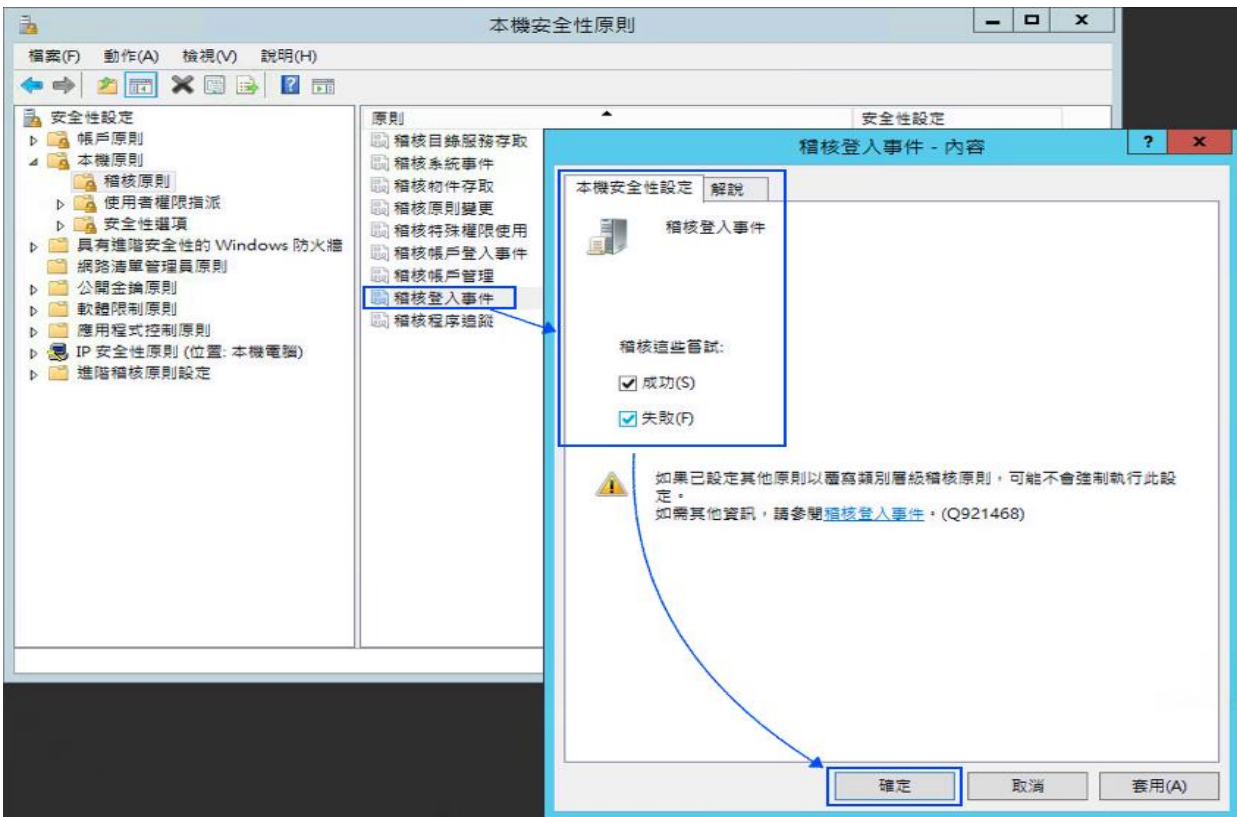 本機安全性原則
檔案(F) 動作(A) 檢視(V) 說明(H)
安全性設定
帳戶原則
本機原則
稽核原則
使用者權限指派
安全性選項
具有進階安全性的 Windows 防火牆
網路清單管理員原則
公開金鑰原則
軟體限制原則
應用程式控制原則
IP 安全性原則 (位置: 本機電腦)
進階稽核原則設定
原則 安全性設定
稽核目錄服務存取
稽核系統事件
稽核物件存取
稽核原則變更
稽核特殊權限使用
稽核帳戶登入事件
稽核帳戶管理
稽核登入事件
稽核程序追蹤
稽核登入事件 - 內容
? x
本機安全性設定 解說
稽核登入事件
稽核這些嘗試:
成功(S)
失敗(F)
如果已設定其他原則以覆寫類別層級稽核原則,可能不會強制執行此設
定。
如需其他資訊,請參閱稽核登入事件。(Q921468)
確定 取消 套用(A)